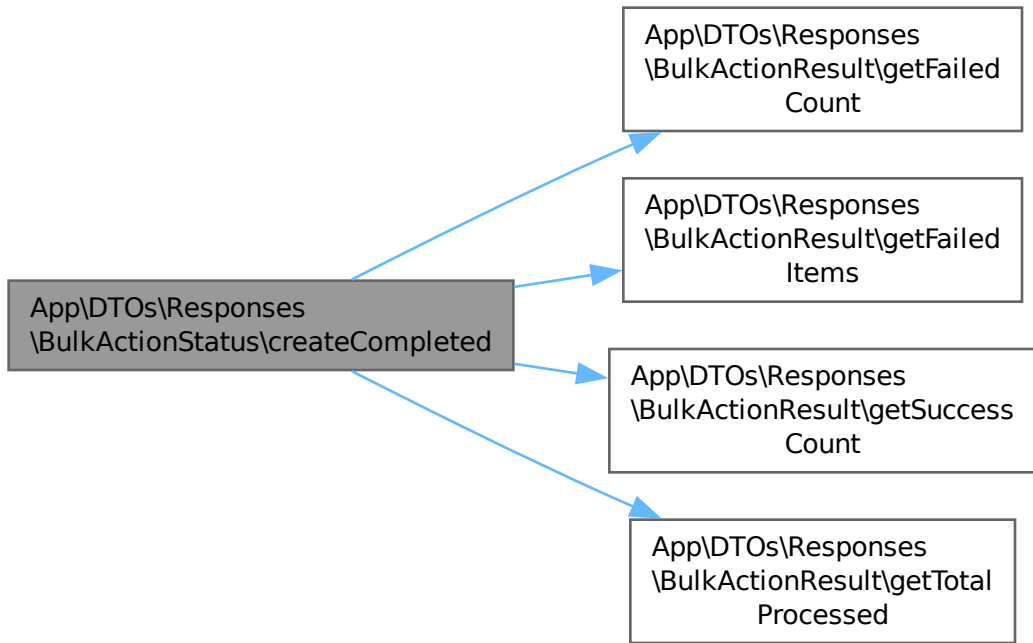 App\DTOs\Responses
\BulkActionResult\getFailed
Count
App\DTOs\Responses
\BulkActionResult\getFailed
Items
App\DTOs\Responses
\BulkActionStatus\createCompleted
App\DTOs\Responses
\BulkActionResult\getSuccess
Count
App\DTOs\Responses
\BulkActionResult\getTotal
Processed